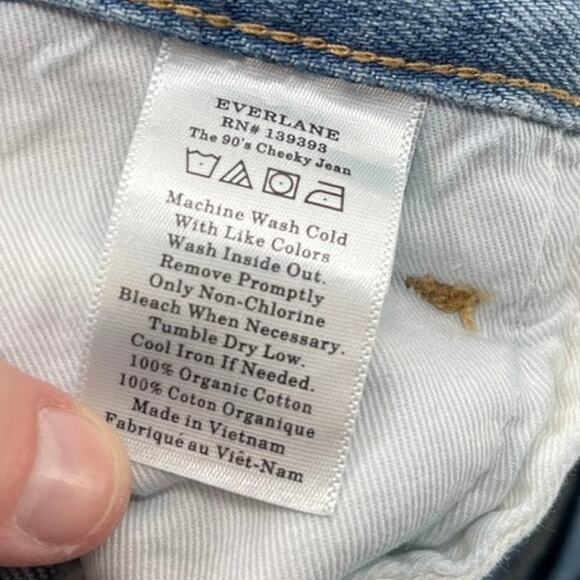 EVERLANE
RN# 139393
The 90's Cheeky Jean
Machine Wash Cold
With Like Colors
Wash Inside Out.
Remove Promptly
Only Non-Chlorine
Bleach When Necessary.
Tumble Dry Low.
Cool Iron If Needed.
100% Organic Cotton
100% Coton Organique
Made in Vietnam
Fabriqué au Viêt-Nam